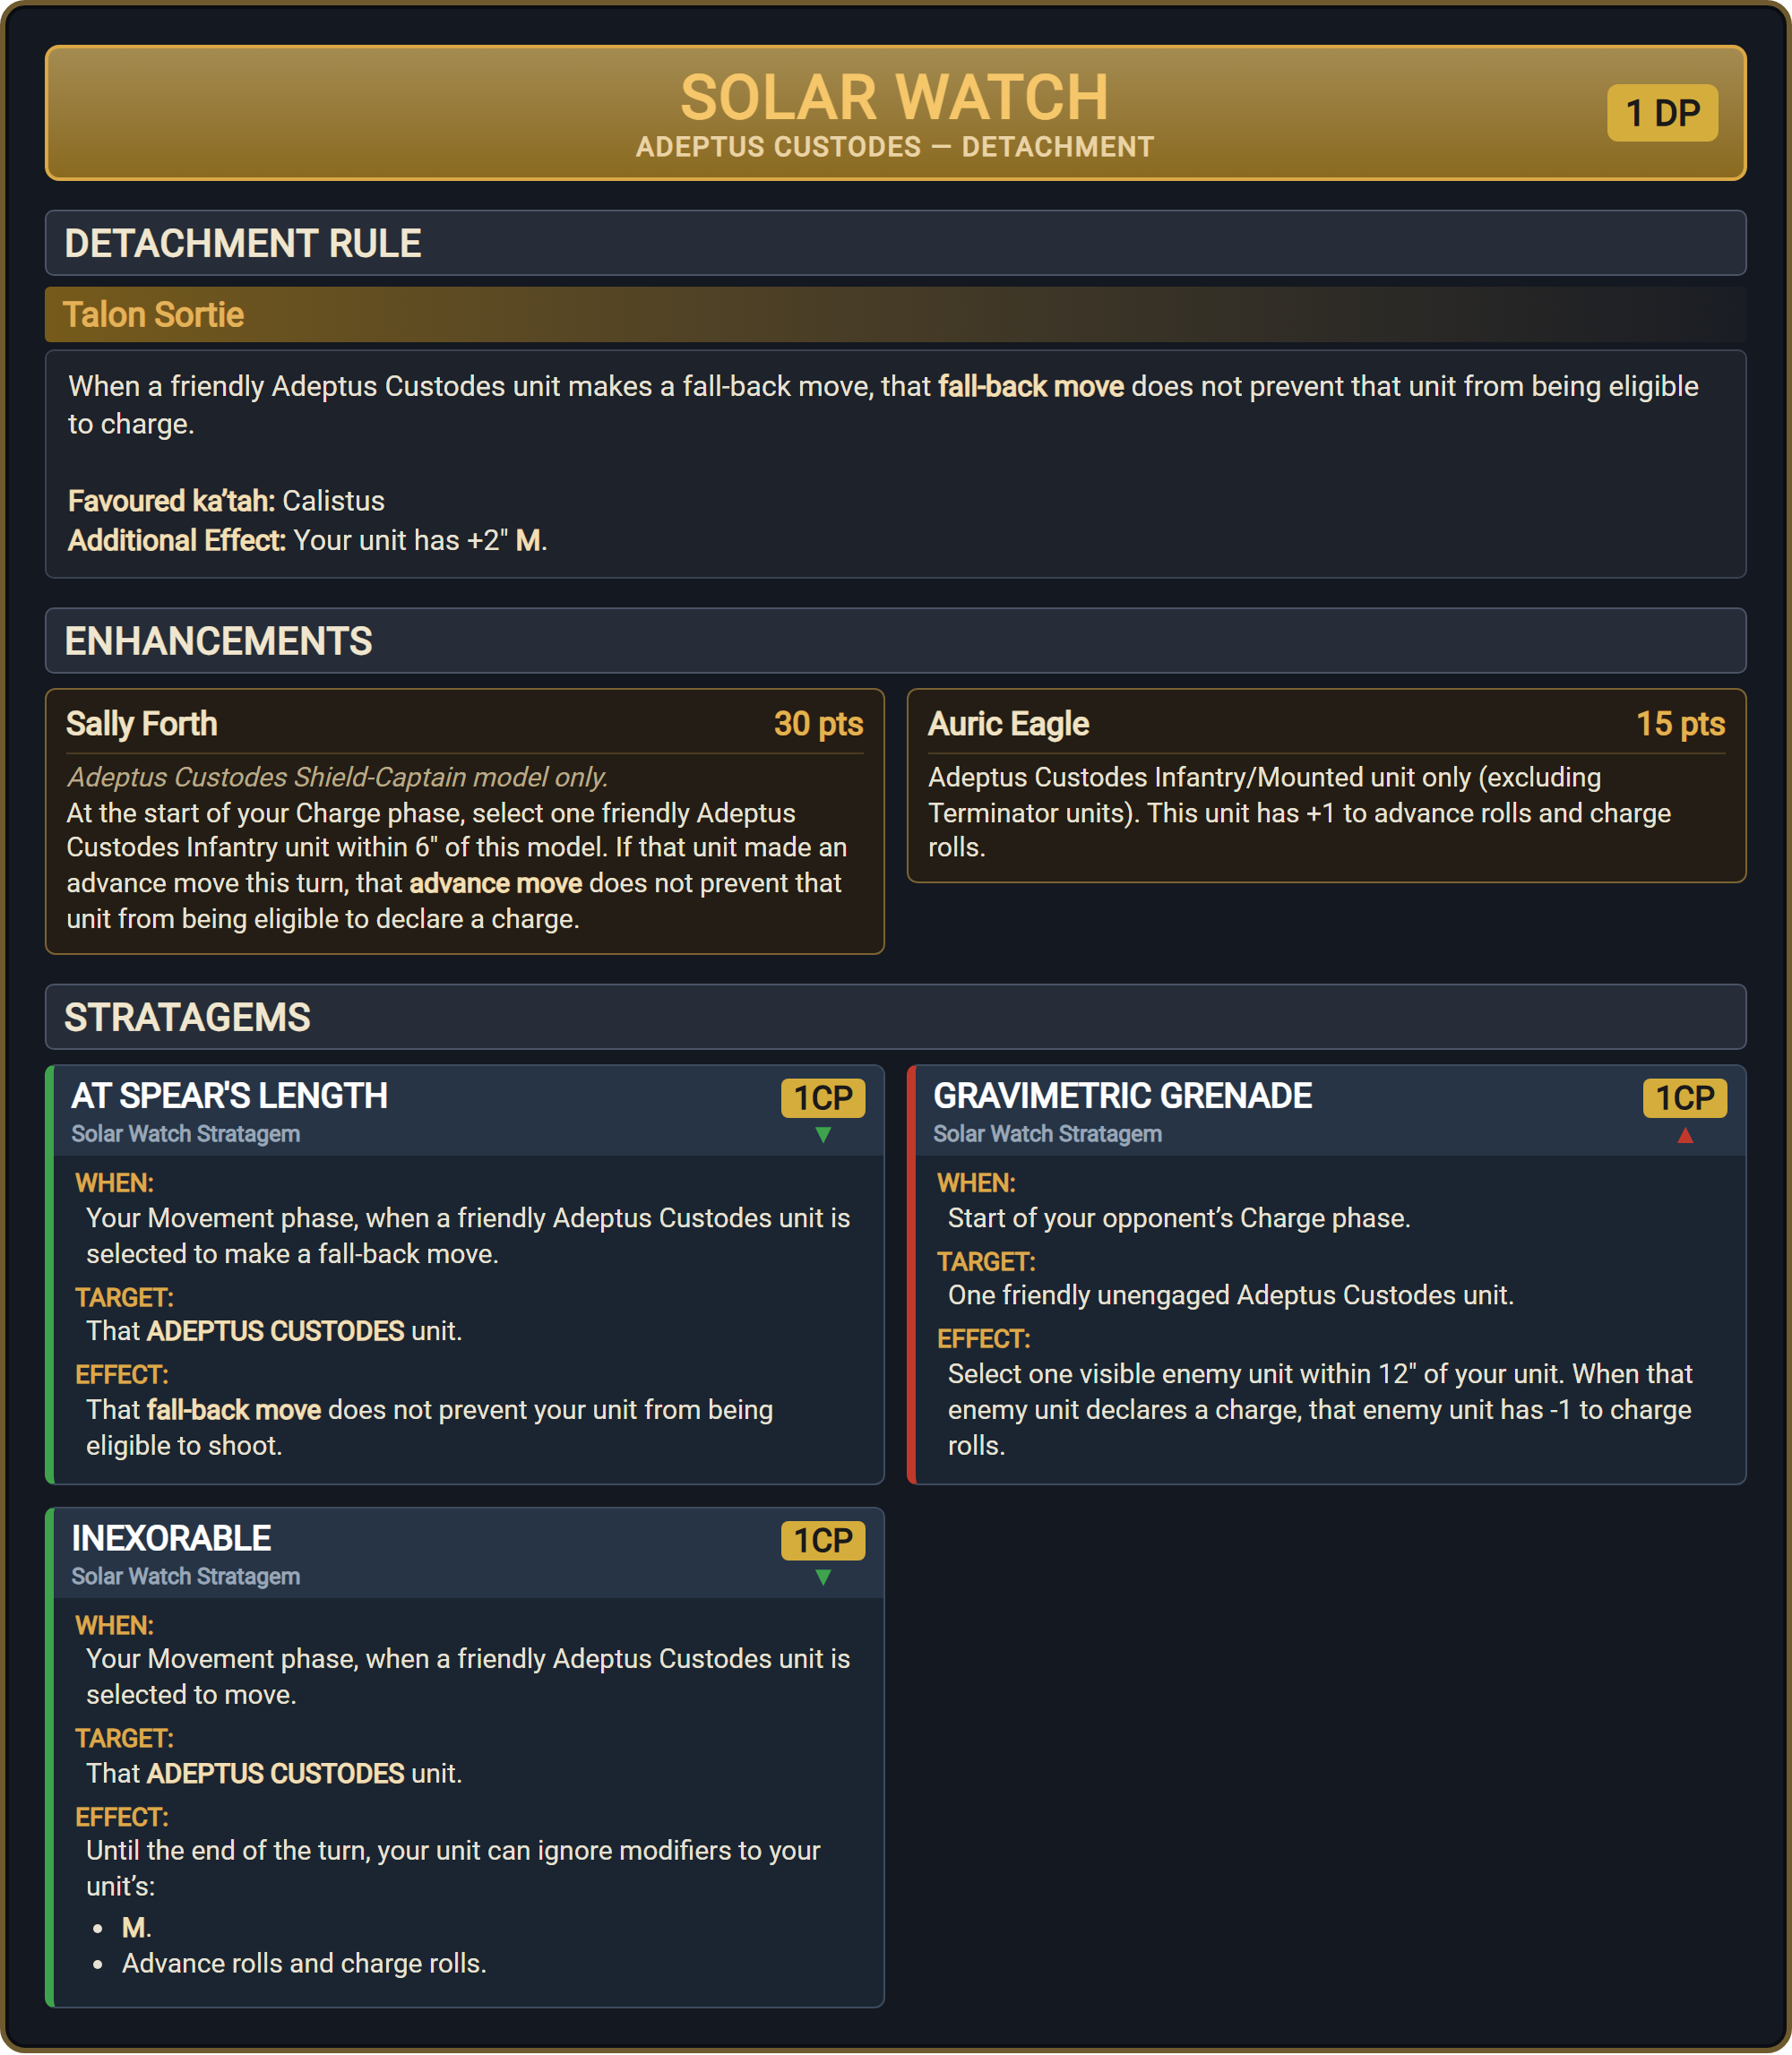 SOLAR WATCH
ADEPTUS CUSTODES — DETACHMENT
1 DP
DETACHMENT RULE
Talon Sortie
When a friendly Adeptus Custodes unit makes a fall-back move, that fall-back move does not prevent that unit from being eligible
to charge.
Favoured ka’tah: Calistus
Additional Effect: Your unit has +2" M.
ENHANCEMENTS
Sally Forth
30 pts
Adeptus Custodes Shield-Captain model only.
At the start of your Charge phase, select one friendly Adeptus
Custodes Infantry unit within 6" of this model. If that unit made an
advance move this turn, that advance move does not prevent that
unit from being eligible to declare a charge.
Auric Eagle
15 pts
Adeptus Custodes Infantry/Mounted unit only (excluding
Terminator units). This unit has +1 to advance rolls and charge
rolls.
STRATAGEMS
AT SPEAR'S LENGTH
1CP
Solar Watch Stratagem
▼
WHEN:
Your Movement phase, when a friendly Adeptus Custodes unit is
selected to make a fall-back move.
TARGET:
That ADEPTUS CUSTODES unit.
EFFECT:
That fall-back move does not prevent your unit from being
eligible to shoot.
GRAVIMETRIC GRENADE
1CP
Solar Watch Stratagem
▲
WHEN:
Start of your opponent’s Charge phase.
TARGET:
One friendly unengaged Adeptus Custodes unit.
EFFECT:
Select one visible enemy unit within 12" of your unit. When that
enemy unit declares a charge, that enemy unit has -1 to charge
rolls.
INEXORABLE
1CP
Solar Watch Stratagem
▼
WHEN:
Your Movement phase, when a friendly Adeptus Custodes unit is
selected to move.
TARGET:
That ADEPTUS CUSTODES unit.
EFFECT:
Until the end of the turn, your unit can ignore modifiers to your
unit’s:
• M.
• Advance rolls and charge rolls.